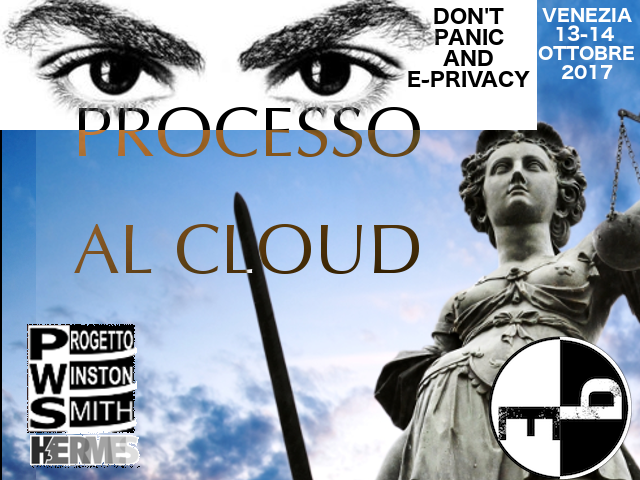 DON'T
PANIC
AND
E-PRIVACY
VENEZIA
13-14
OTTOBRE
2017
PROCESSO
AL CLOUD
PROGETTO
WINSTON
SMITH
HERMES